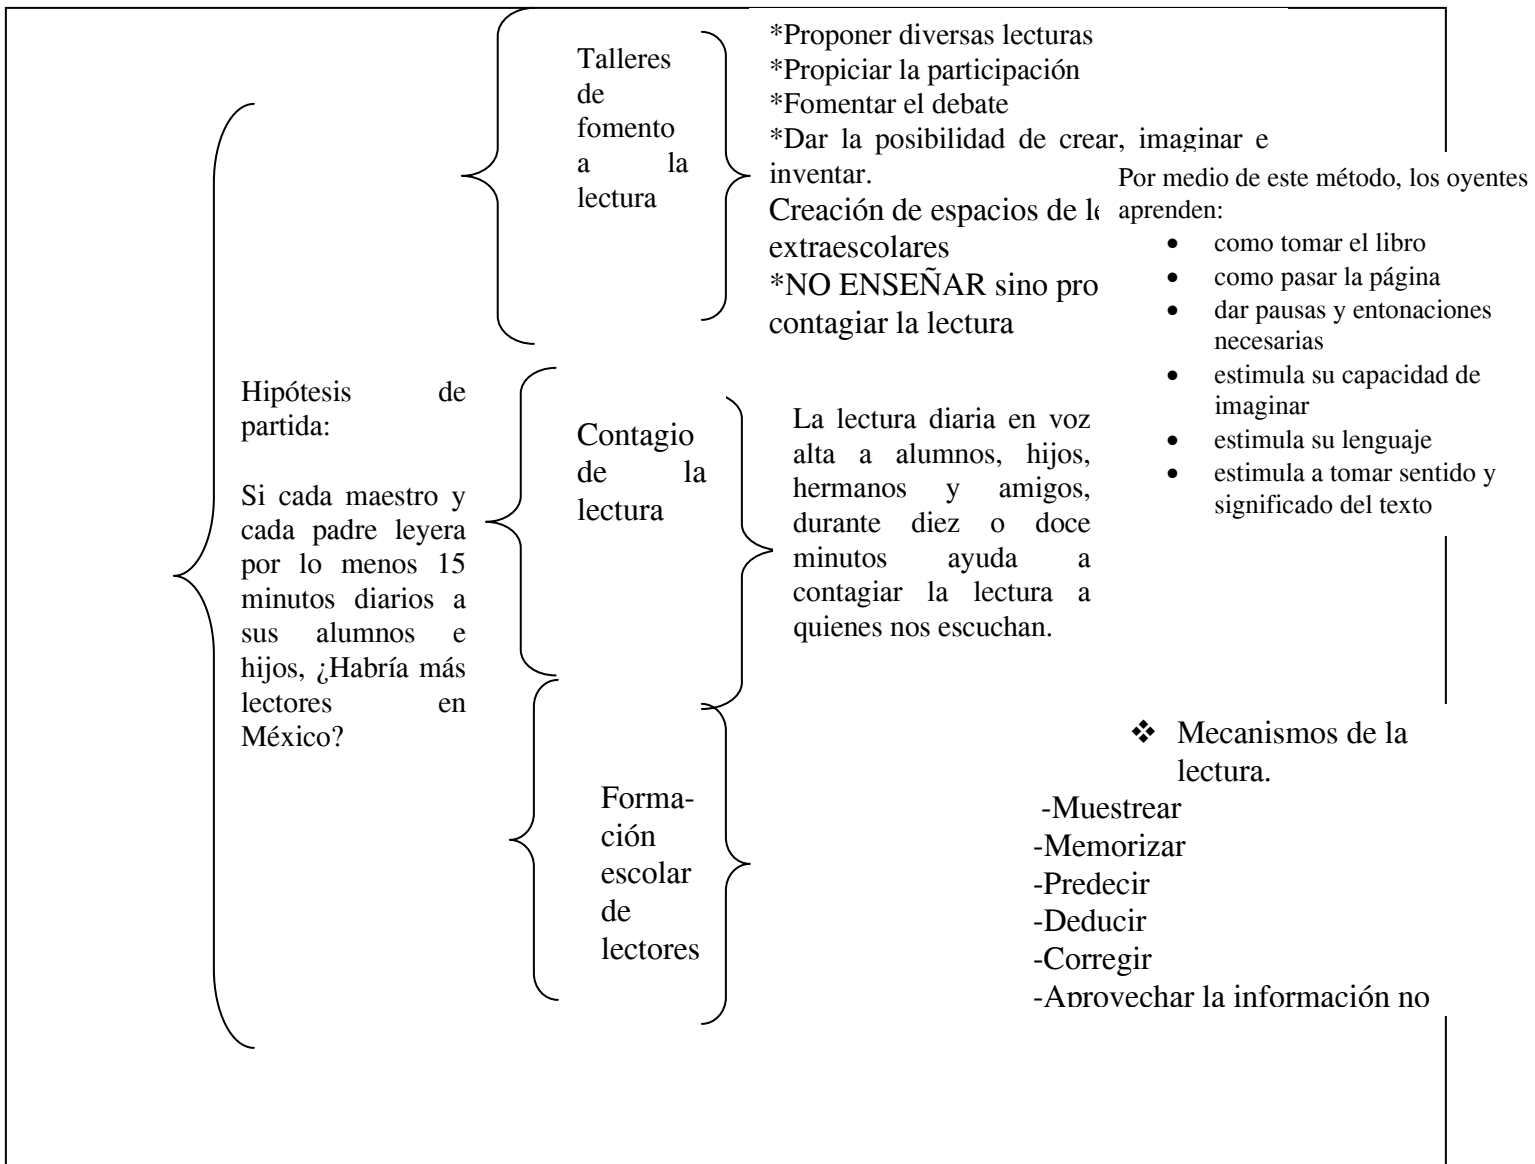 Hipótesis de
partida:
Si cada maestro y
cada padre leyera
por lo menos 15
minutos diarios a
sus alumnos e
hijos, ¿Habría más
lectores en
México?
Talleres
de
fomento
a la
lectura
*Proponer diversas lecturas
*Propiciar la participación
*Fomentar el debate
*Dar la posibilidad de crear, imaginar e
inventar.
Creación de espacios de
extraescolares
*NO ENSEÑAR sino
contagiar la lectura
Contagio
de la
lectura
La lectura diaria en voz
alta a alumnos, hijos,
hermanos y amigos,
durante diez o doce
minutos ayuda a
contagiar la lectura a
quienes nos escuchan.
Por medio de este método, los oyentes
aprenden:
• como tomar el libro
• como pasar la página
• dar pausas y entonaciones
necesarias
• estimula su capacidad de
imaginar
• estimula su lenguaje
• estimula a tomar sentido y
significado del texto
Forma-
ción
escolar
de
lectores
❖ Mecanismos de la
lectura.
-Muestrear
-Memorizar
-Predecir
-Deducir
-Corregir
-Aprovechar la información no